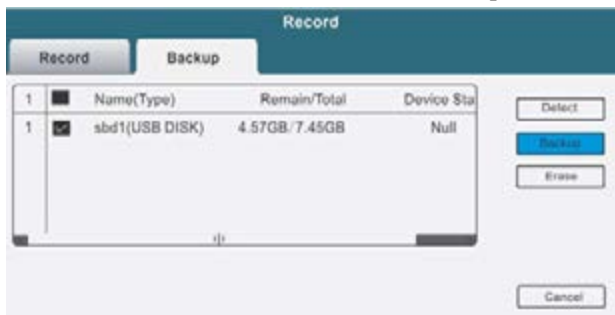 Record
Record Backup
1 Name(Type) Remain/Total Device Sta
1 sbd1(USB DISK) 4.57GB/7.45GB Null
Detect
Backup
Erase
Cancel